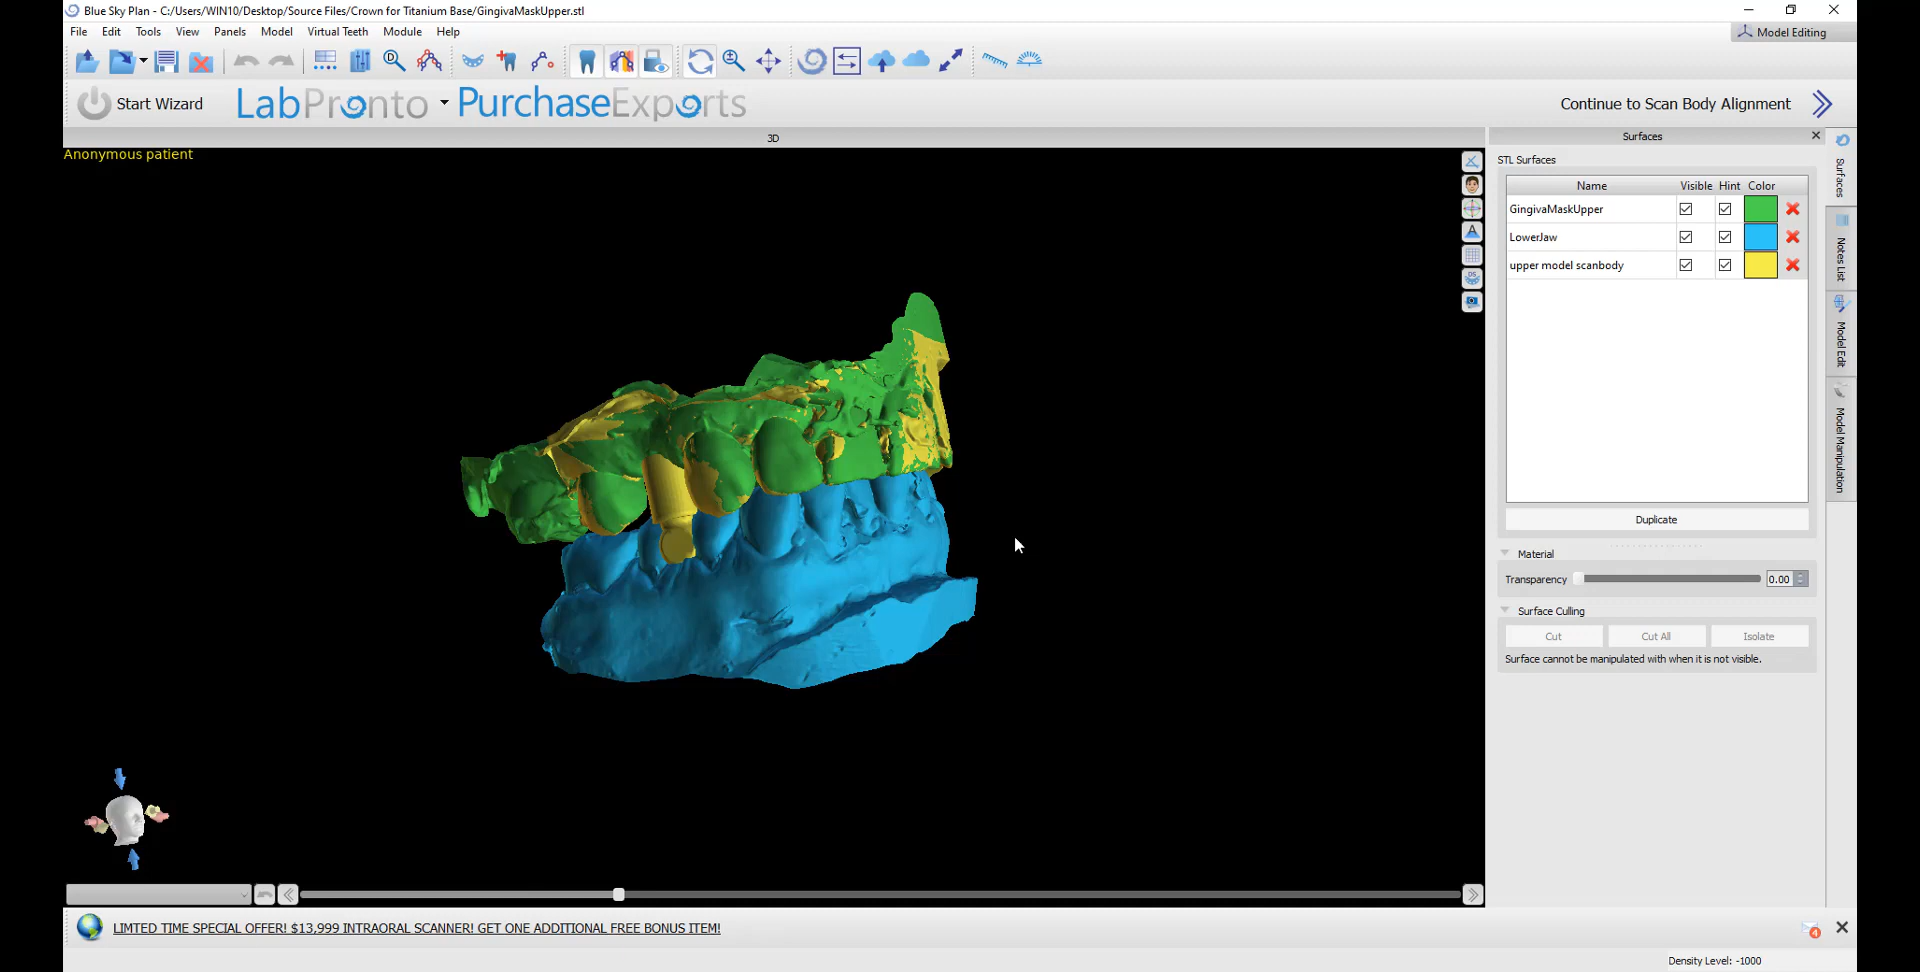 Blue Sky Plan - C:/Users/WIN10/Desktop/Source Files/Crown for Titanium Base/GingivaMaskUpper.stl
File Edit Tools View Panels Model Virtual Teeth Module Help
Model Editing
Start Wizard
LabPronto
PurchaseExports
Continue to Scan Body Alignment
3D
Surfaces
Anonymous patient
STL Surfaces
Name Visible Hint Color
GingivaMaskUpper
LowerJaw
upper model scanbody
Duplicate
Material
Transparency 0.00
Surface Culling
Cut Cut All Isolate
Surface cannot be manipulated with when it is not visible.
Surfaces
Notes List
Model Edit
Model Manipulation
LIMTED TIME SPECIAL OFFER! $13,999 INTRAORAL SCANNER! GET ONE ADDITIONAL FREE BONUS ITEM!
4
Density Level: -1000